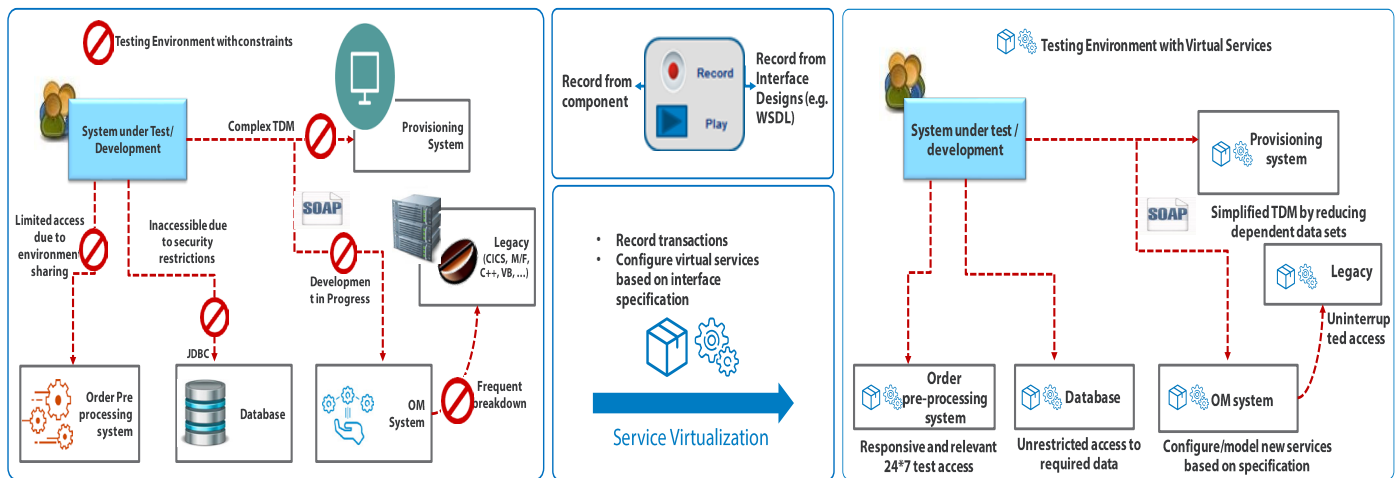 Testing Environment with constraints
System under Test/
Development
Complex TDM
Provisioning
System
SOAP
Limited access
due to
environment
sharing
Inaccessible due
to security
restrictions
Developmen
t in Progress
Legacy
(CICS, M/F,
C++, VB, ...)
JDBC
Order Pre
processing
system
Database
OM
System
Frequent
breakdown
Record from
component
Record
Play
Record from
Interface
Designs (e.g.
WSDL)
• Record transactions
• Configure virtual services
based on interface
specification
Service Virtualization
Testing Environment with Virtual Services
System under test /
development
Provisioning
system
SOAP
Simplified TDM by reducing
dependent data sets
Legacy
Uninterrup
ted access
Order
pre-processing
system
Database
OM system
Responsive and relevant
24*7 test access
Unrestricted access to
required data
Configure/model new services
based on specification